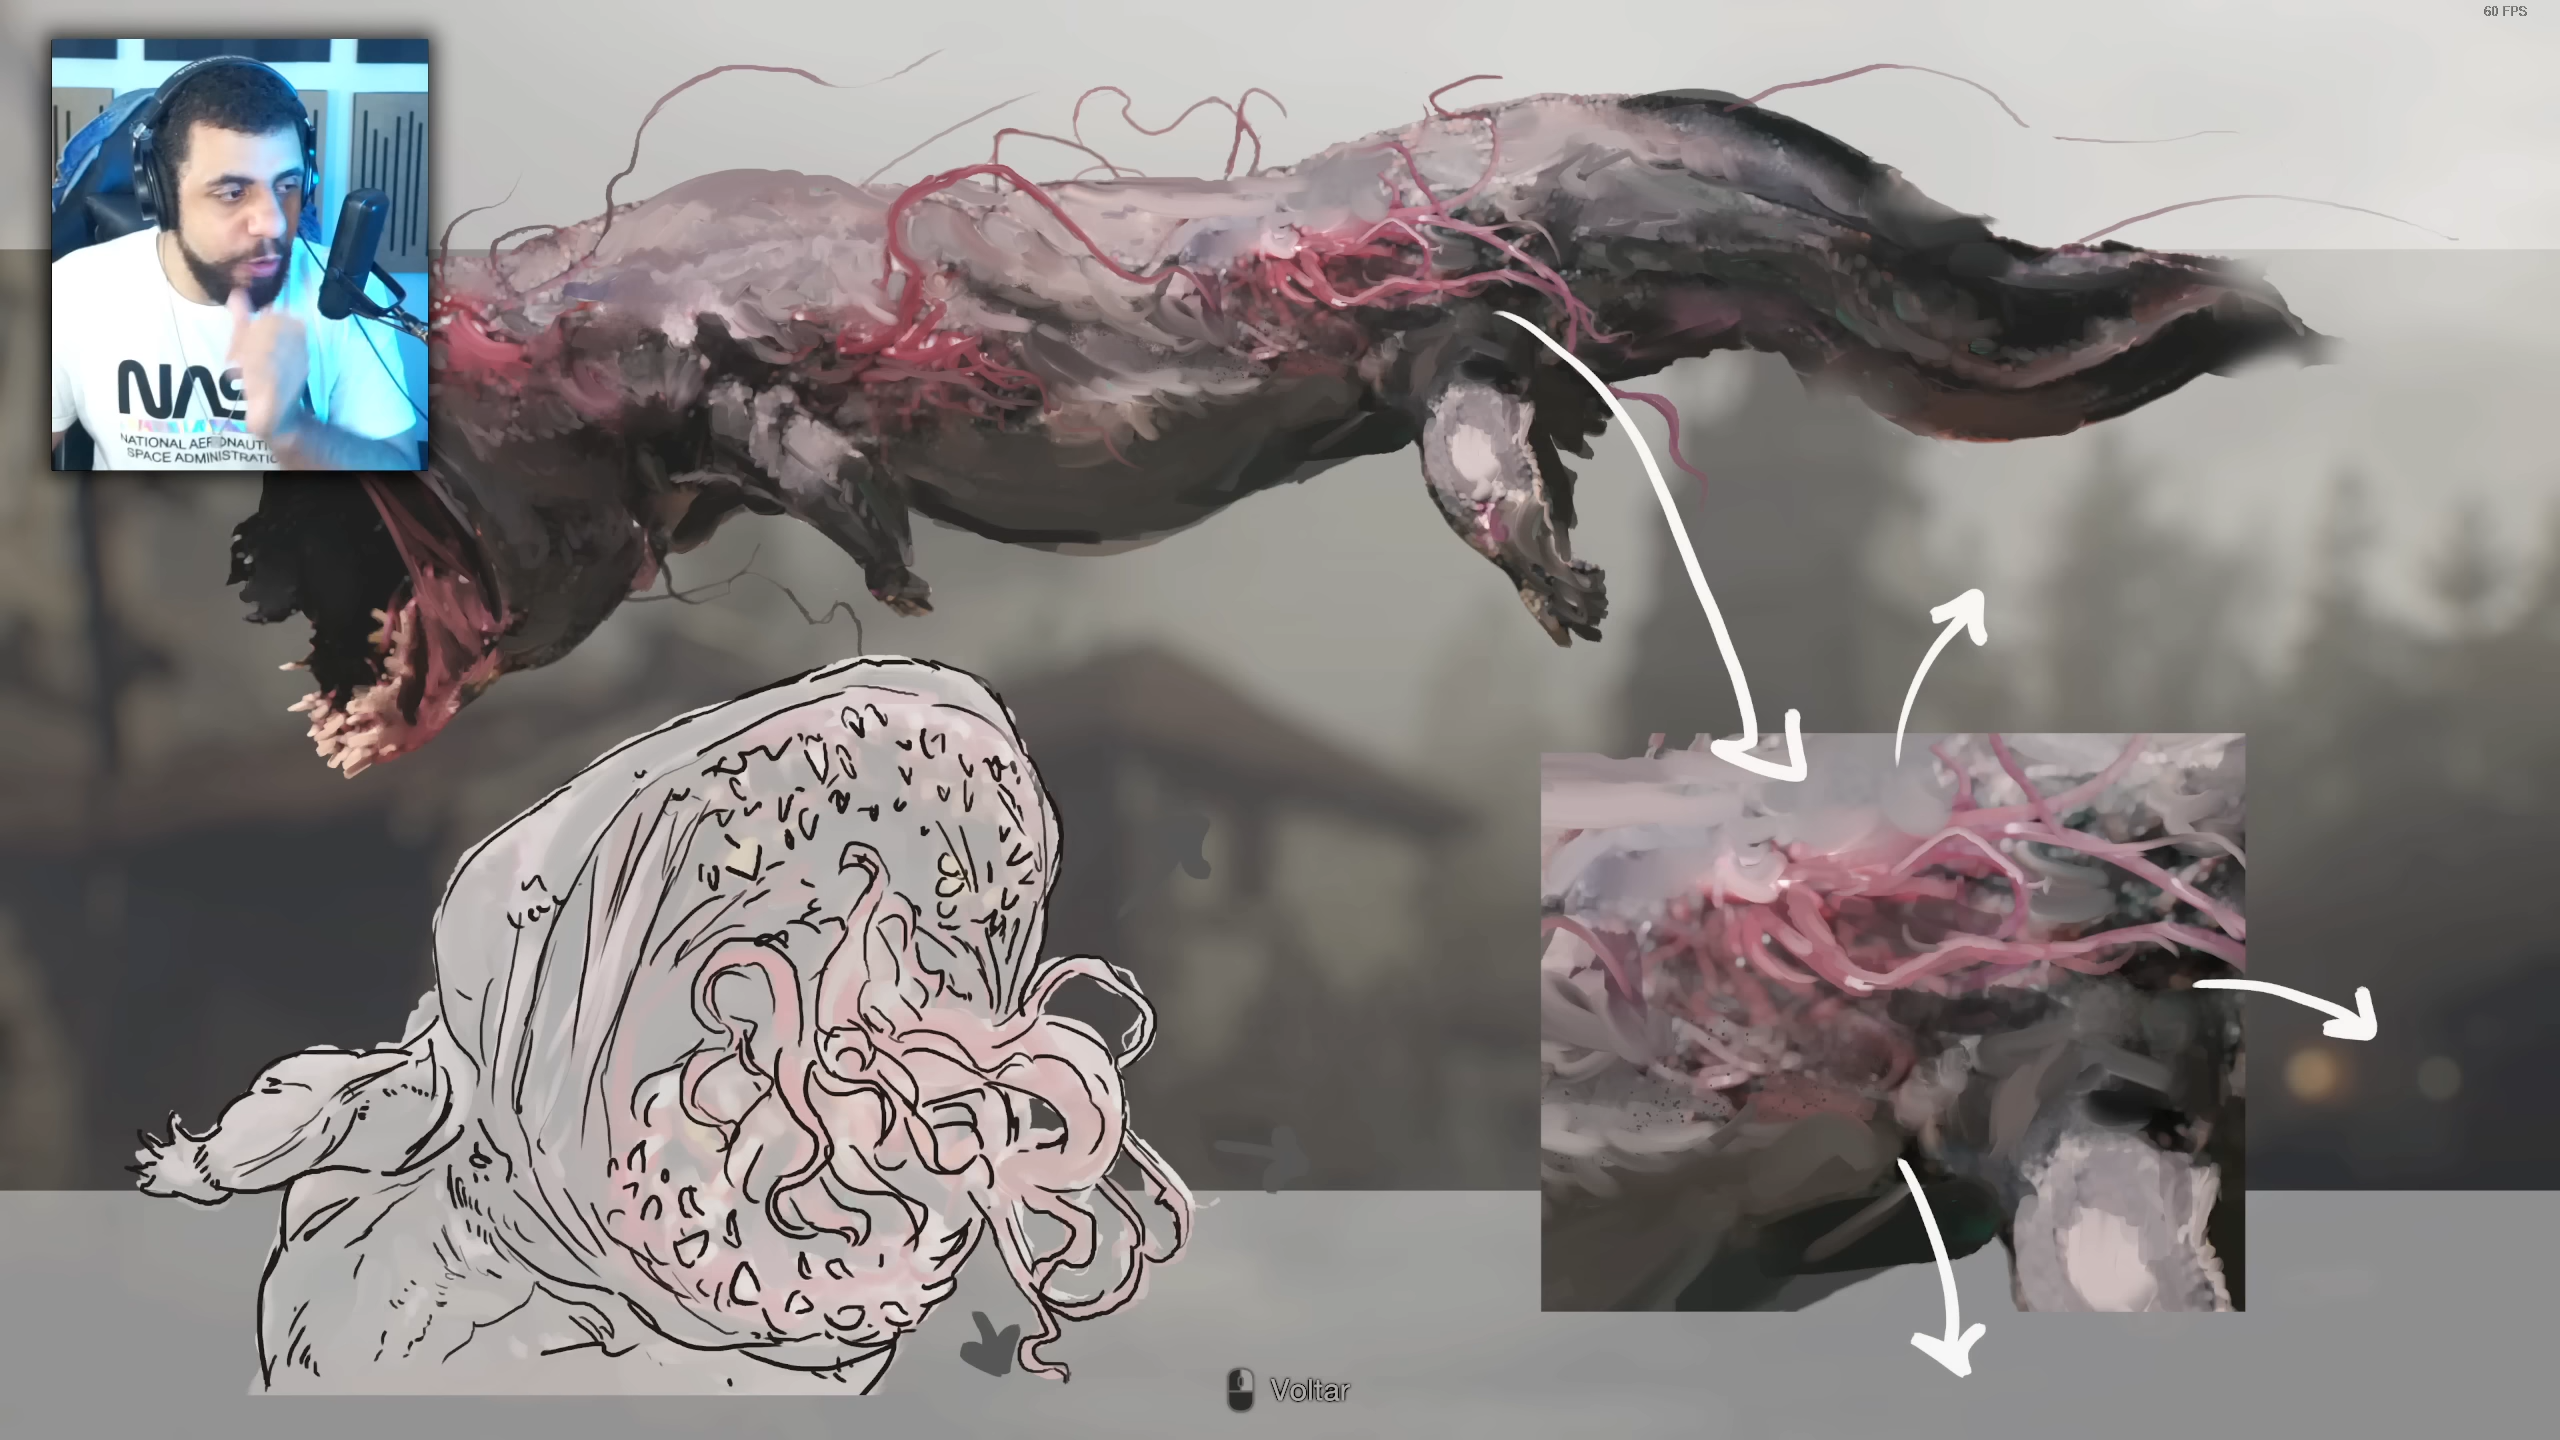 60 FPS
NAS
NATIONAL AERONAUTI
SPACE ADMINISTRATIO
Voltar